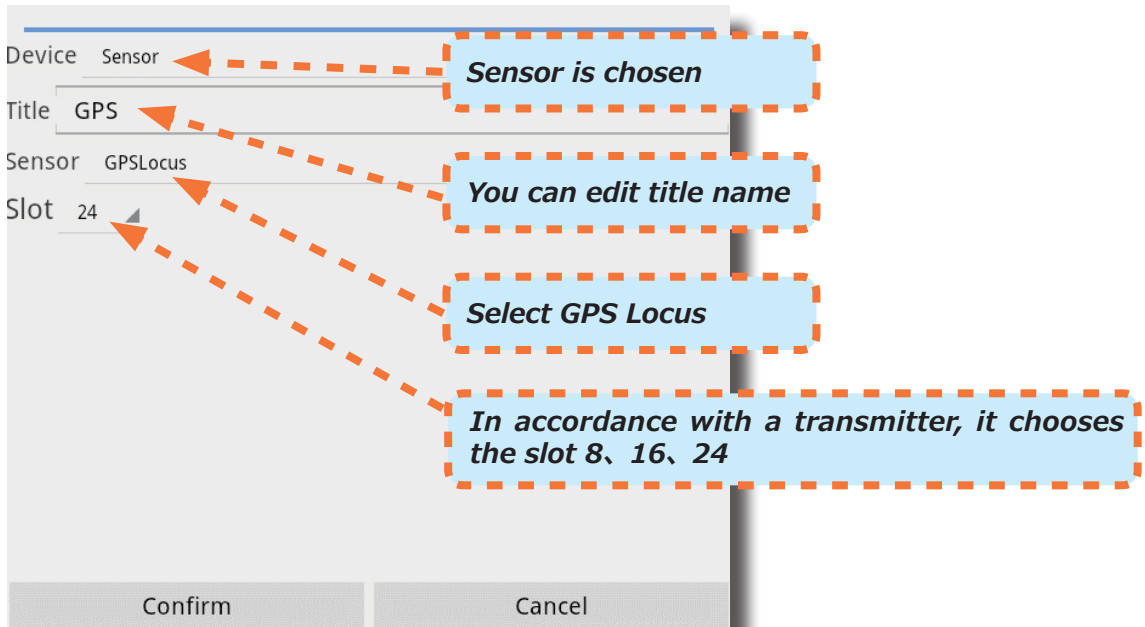 Device Sensor
Sensor is chosen
Title GPS
Sensor GPSLocus
You can edit title name
Slot 24
Select GPS Locus
In accordance with a transmitter, it chooses
the slot 8、16、24
Confirm Cancel